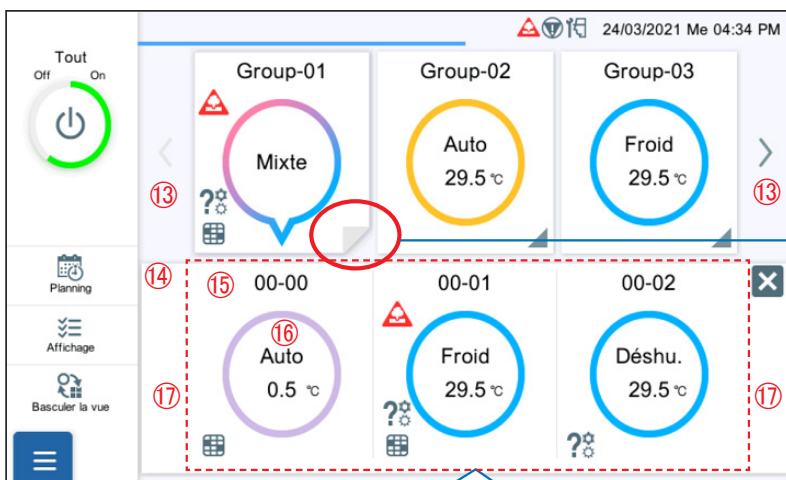 24/03/2021 Me 04:34 PM
Tout
Off On
Group-01
Mixte
Group-02
Auto
29.5 ℃
Group-03
Froid
29.5 ℃
⑬
⑬
Planning
Affichage
Basculer la vue
⑭
⑮ 00-00
⑯
Auto
0.5 ℃
00-01
Froid
29.5 ℃
00-02
Déshu.
29.5 ℃
⑰
⑰